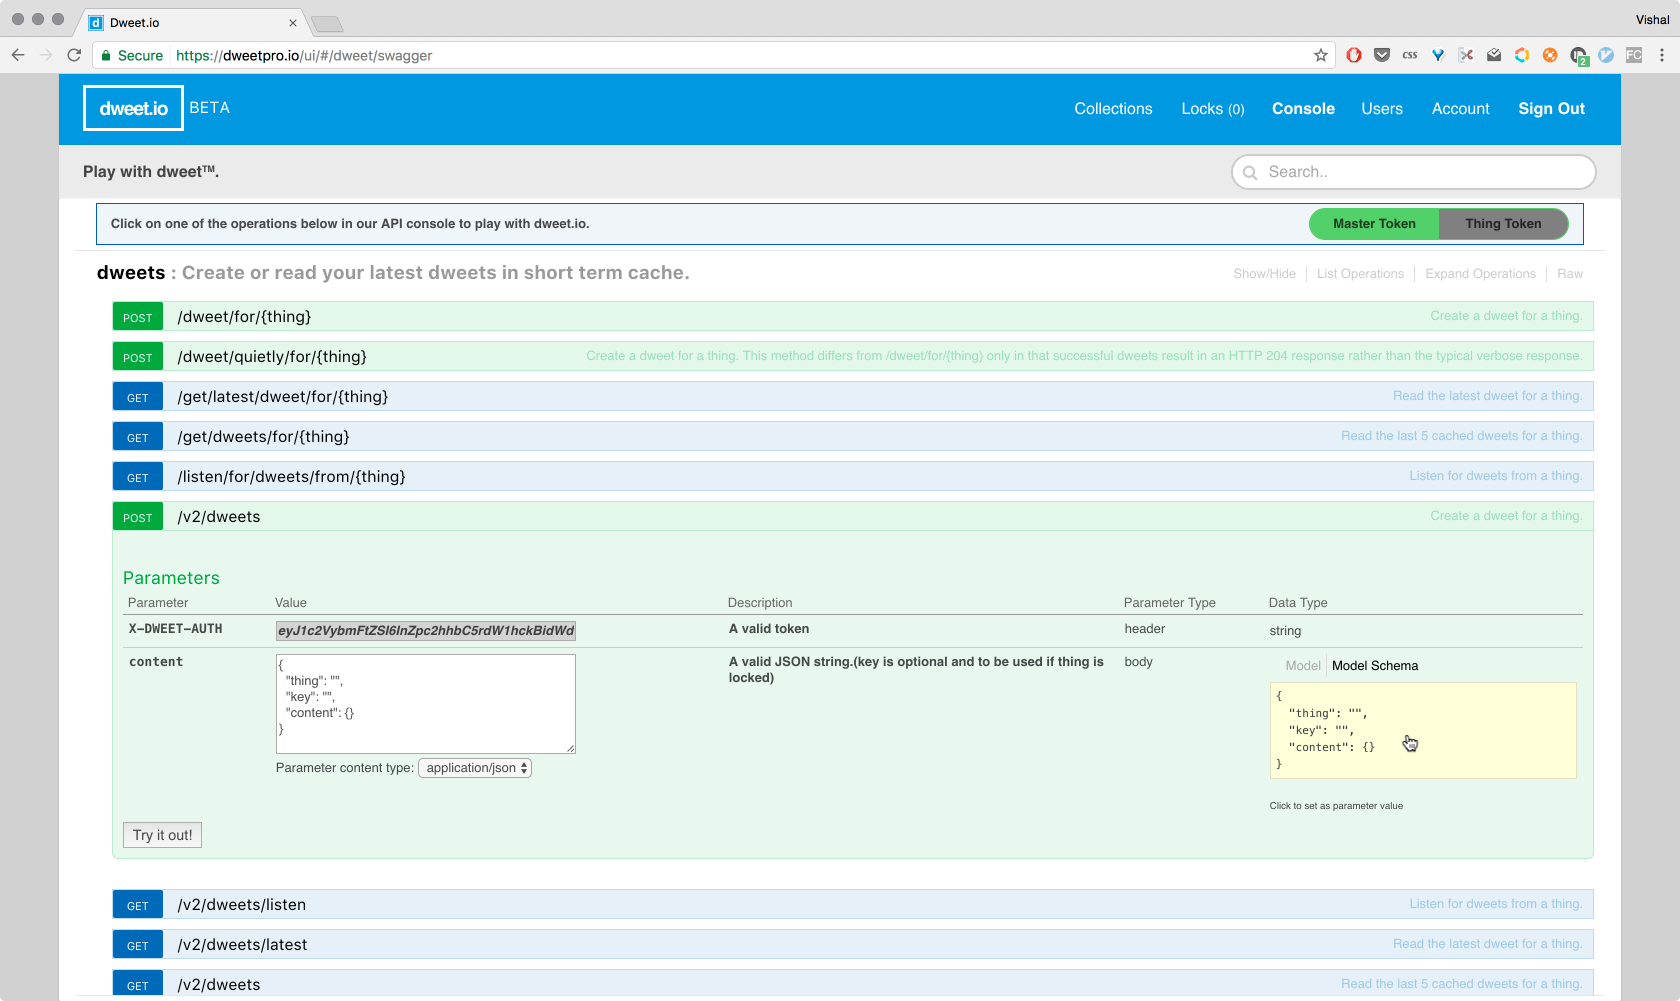 Dweet.io
Vishal
Secure https://dweetpro.io/ui/#/dweet/swagger
css
2
FC
dweet.io BETA
Collections Locks (0) Console Users Account Sign Out
Play with dweet™.
Search..
Click on one of the operations below in our API console to play with dweet.io.
Master Token Thing Token
dweets : Create or read your latest dweets in short term cache.
Show/Hide List Operations Expand Operations Raw
POST /dweet/for/{thing} Create a dweet for a thing.
POST /dweet/quietly/for/{thing} Create a dweet for a thing. This method differs from /dweet/for/{thing} only in that successful dweets result in an HTTP 204 response rather than the typical verbose response.
GET /get/latest/dweet/for/{thing} Read the latest dweet for a thing.
GET /get/dweets/for/{thing} Read the last 5 cached dweets for a thing.
GET /listen/for/dweets/from/{thing} Listen for dweets from a thing.
POST /v2/dweets Create a dweet for a thing.
Parameters
Parameter Value Description Parameter Type Data Type
X-DWEET-AUTH eyJ1c2VybmFtZSI6InZpc2hhbC5rdW1hckBidWd A valid token header string
content
{
"thing": "",
"key": "",
"content": {}
}
Parameter content type: application/json
A valid JSON string.(key is optional and to be used if thing is
locked)
body
Model Model Schema
{
"thing": "",
"key": "",
"content": {}
}
Click to set as parameter value
Try it out!
GET /v2/dweets/listen Listen for dweets from a thing.
GET /v2/dweets/latest Read the latest dweet for a thing.
GET /v2/dweets Read the last 5 cached dweets for a thing.